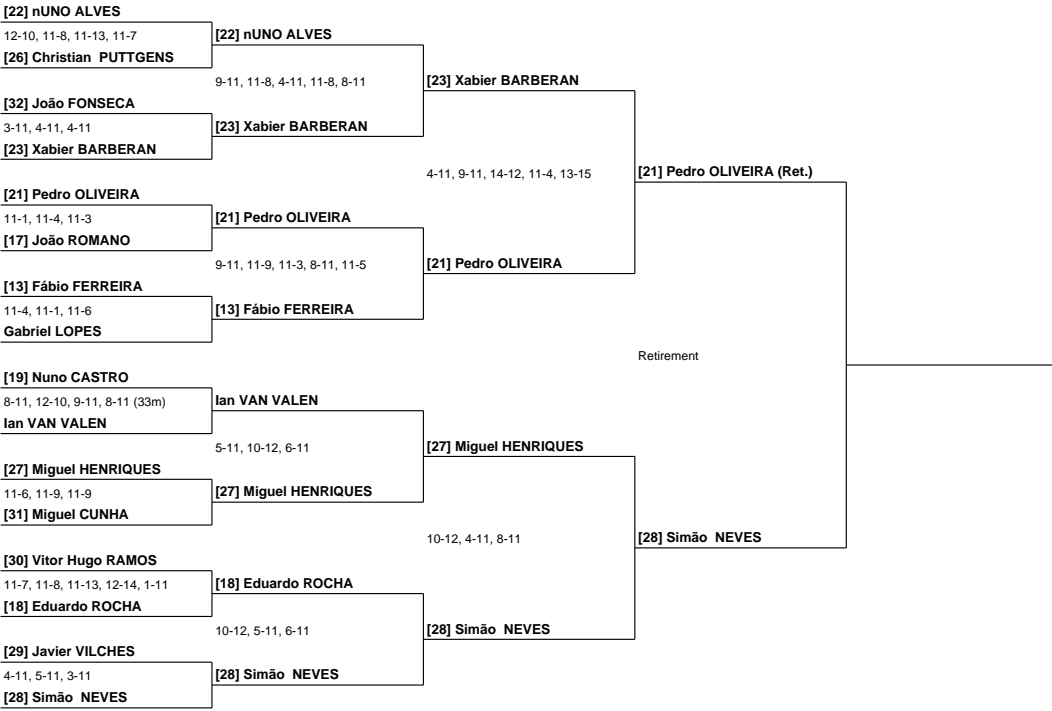 [22] nUNO ALVES
12-10, 11-8, 11-13, 11-7
[22] nUNO ALVES
[26] Christian  PUTTGENS
9-11, 11-8, 4-11, 11-8, 8-11
[23] Xabier BARBERAN
[32] João FONSECA
3-11, 4-11, 4-11
[23] Xabier BARBERAN
[23] Xabier BARBERAN
4-11, 9-11, 14-12, 11-4, 13-15
[21] Pedro OLIVEIRA (Ret.)
[21] Pedro OLIVEIRA
11-1, 11-4, 11-3
[21] Pedro OLIVEIRA
[17] João ROMANO
9-11, 11-9, 11-3, 8-11, 11-5
[21] Pedro OLIVEIRA
[13] Fábio FERREIRA
11-4, 11-1, 11-6
[13] Fábio FERREIRA
Gabriel LOPES
Retirement
[19] Nuno CASTRO
8-11, 12-10, 9-11, 8-11 (33m)
Ian VAN VALEN
Ian VAN VALEN
5-11, 10-12, 6-11
[27] Miguel HENRIQUES
[27] Miguel HENRIQUES
11-6, 11-9, 11-9
[27] Miguel HENRIQUES
[31] Miguel CUNHA
10-12, 4-11, 8-11
[28] Simão  NEVES
[30] Vitor Hugo RAMOS
11-7, 11-8, 11-13, 12-14, 1-11
[18] Eduardo ROCHA
[18] Eduardo ROCHA
10-12, 5-11, 6-11
[28] Simão  NEVES
[29] Javier VILCHES
4-11, 5-11, 3-11
[28] Simão  NEVES
[28] Simão  NEVES